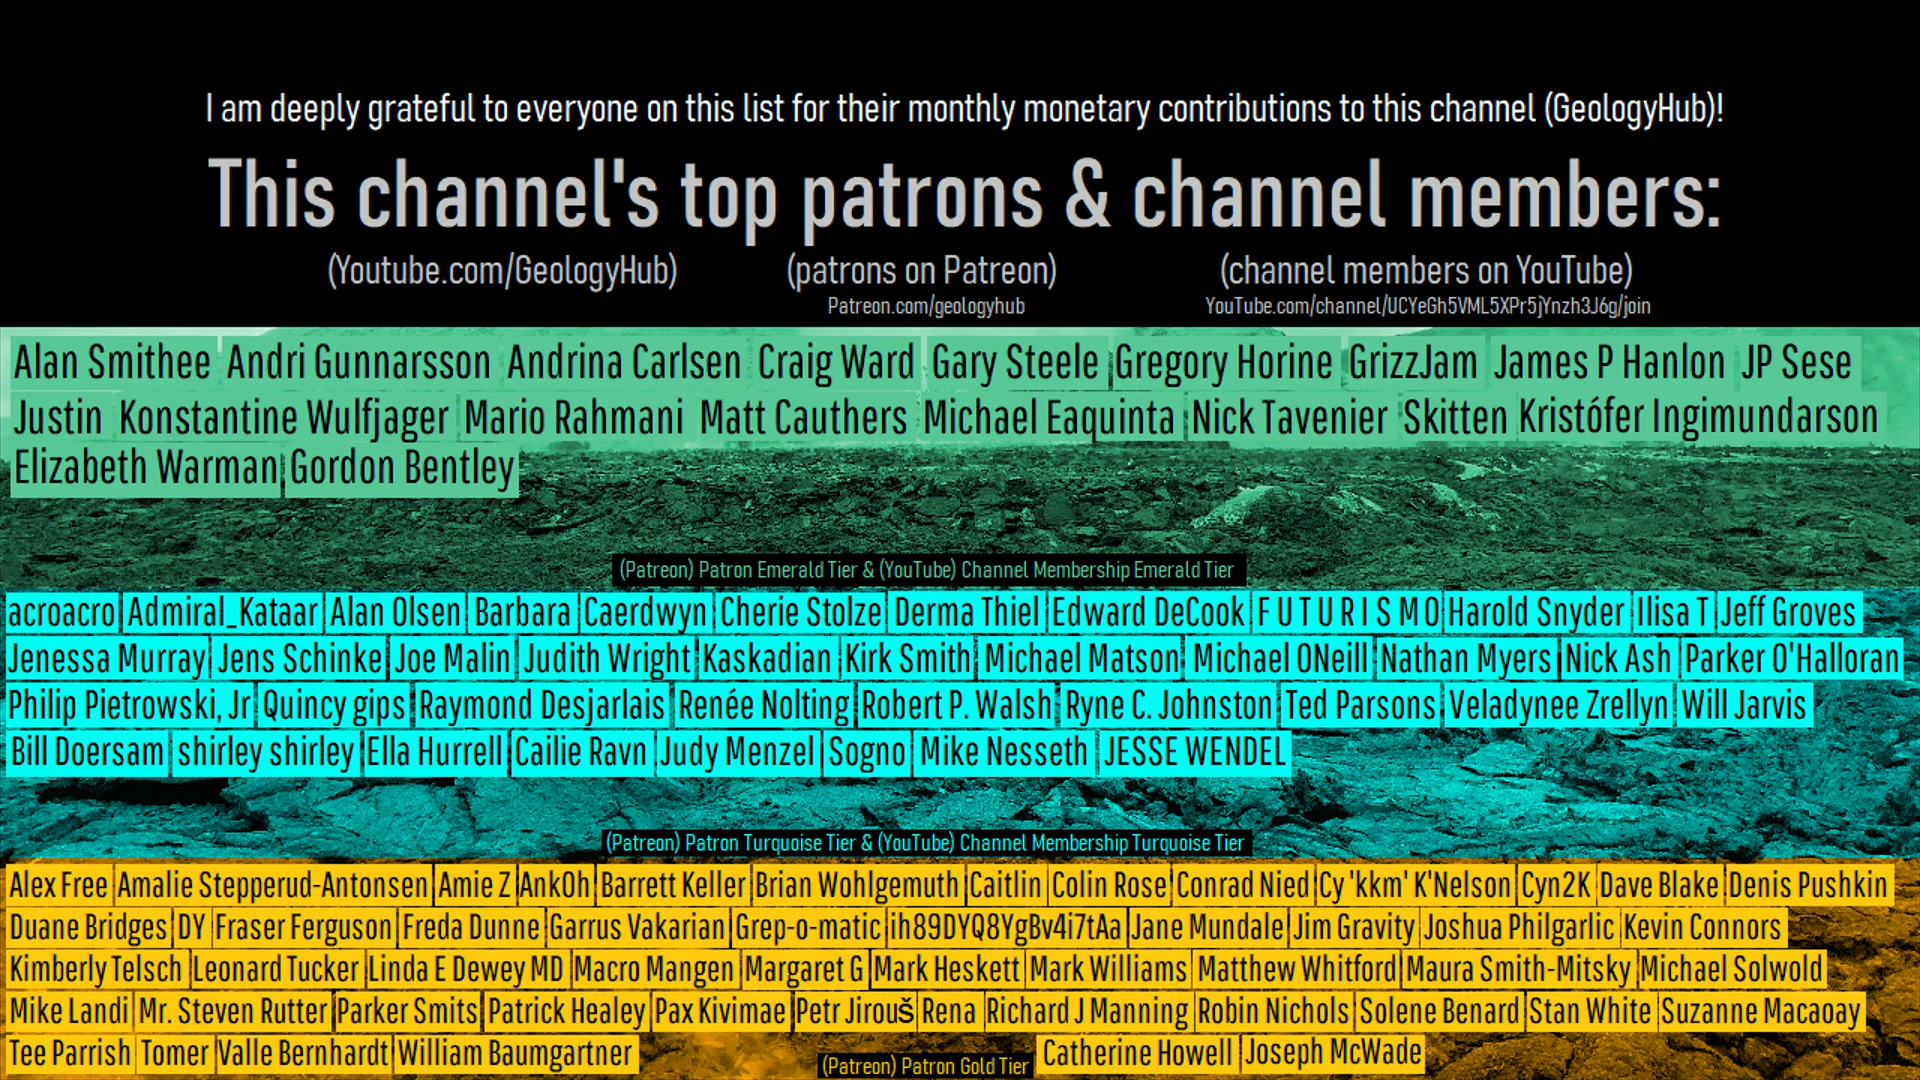 I am deeply grateful to everyone on this list for their monthly monetary contributions to this channel (GeologyHub)!
This channel's top patrons & channel members:
(Youtube.com/GeologyHub) (patrons on Patreon) (channel members on YouTube)
Patreon.com/geologyhub YouTube.com/channel/UCYeGh5VML5XPr5jYnzh3J6g/join
Alan Smithee Andri Gunnarsson Andrina Carlsen Craig Ward Gary Steele Gregory Horine GrizzJam James P Hanlon JP Sese
Justin Konstantine Wulfjager Mario Rahmani Matt Cauthers Michael Eaquinta Nick Tavenier Skitten Kristófer Ingimundarson
Elizabeth Warman Gordon Bentley
(Patreon) Patron Emerald Tier & (YouTube) Channel Membership Emerald Tier
acroacro Admiral_Kataar Alan Olsen Barbara Caerdwyn Cherie Stolze Derma Thiel Edward DeCook F U T U R I S M O Harold Snyder Ilisa T Jeff Groves
Jenessa Murray Jens Schinke Joe Malin Judith Wright Kaskadian Kirk Smith Michael Matson Michael ONeill Nathan Myers Nick Ash Parker O'Halloran
Philip Pietrowski, Jr Quincy gips Raymond Desjarlais Renée Nolting Robert P. Walsh Ryne C. Johnston Ted Parsons Veladynee Zrellyn Will Jarvis
Bill Doersam shirley shirley Ella Hurrell Cailie Ravn Judy Menzel Sogno Mike Nesseth JESSE WENDEL
(Patreon) Patron Turquoise Tier & (YouTube) Channel Membership Turquoise Tier
Alex Free Amalie Stepperud-Antonsen Amie Z AnkOh Barrett Keller Brian Wohlgemuth Caitlin Colin Rose Conrad Nied Cy 'kkm' K'Nelson Cyn2K Dave Blake Denis Pushkin
Duane Bridges DY Fraser Ferguson Freda Dunne Garrus Vakarian Grep-o-matic ih89DYQ8YgBv4i7tAa Jane Mundale Jim Gravity Joshua Philgarlic Kevin Connors
Kimberly Telsch Leonard Tucker Linda E Dewey MD Macro Mangen Margaret G Mark Heskett Mark Williams Matthew Whitford Maura Smith-Mitsky Michael Solwold
Mike Landi Mr. Steven Rutter Parker Smits Patrick Healey Pax Kivimae Petr Jirouš Rena Richard J Manning Robin Nichols Solene Benard Stan White Suzanne Macaoay
Tee Parrish Tomer Valle Bernhardt William Baumgartner (Patreon) Patron Gold Tier Catherine Howell Joseph McWade